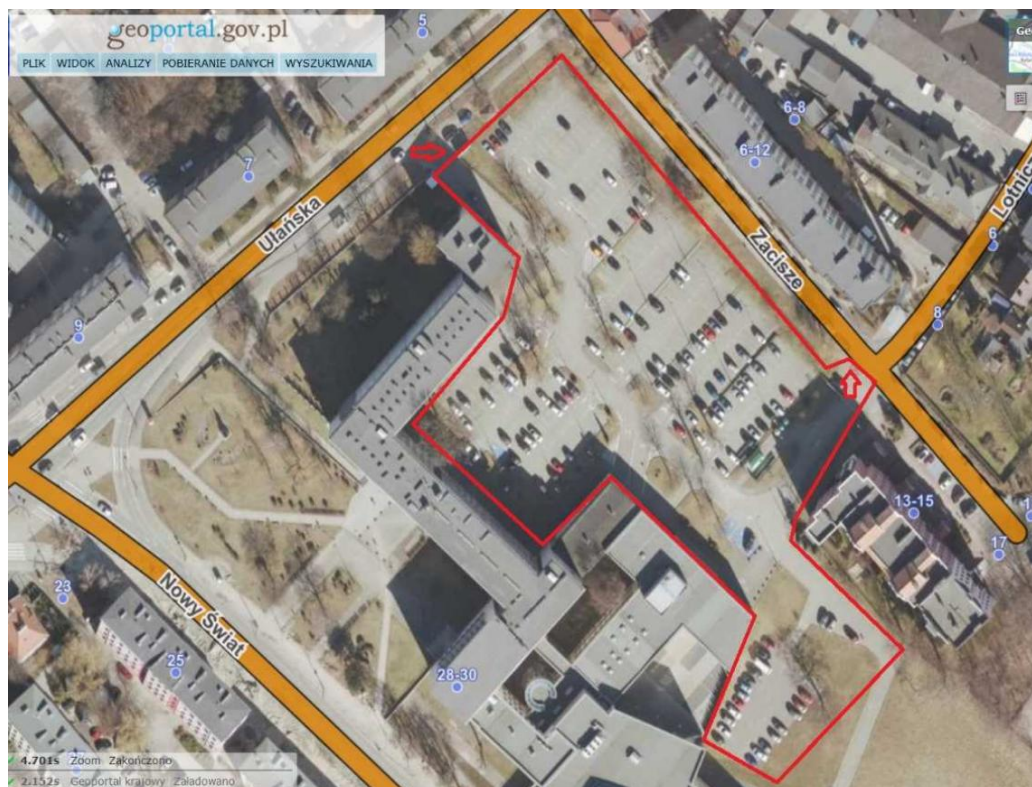 geoportal.gov.pl
PLIK WIDOK ANALIZY POBIERANIE DANYCH WYSZUKIWANIA
5
7
9
6-8
6-12
Lotnicz
6
8
Ułańska
Zacisze
13-15
17
23
25
28-30
Nowy Świat
4.701s Zoom Zakończono
2.152s Geoportal krajowy Załadowano